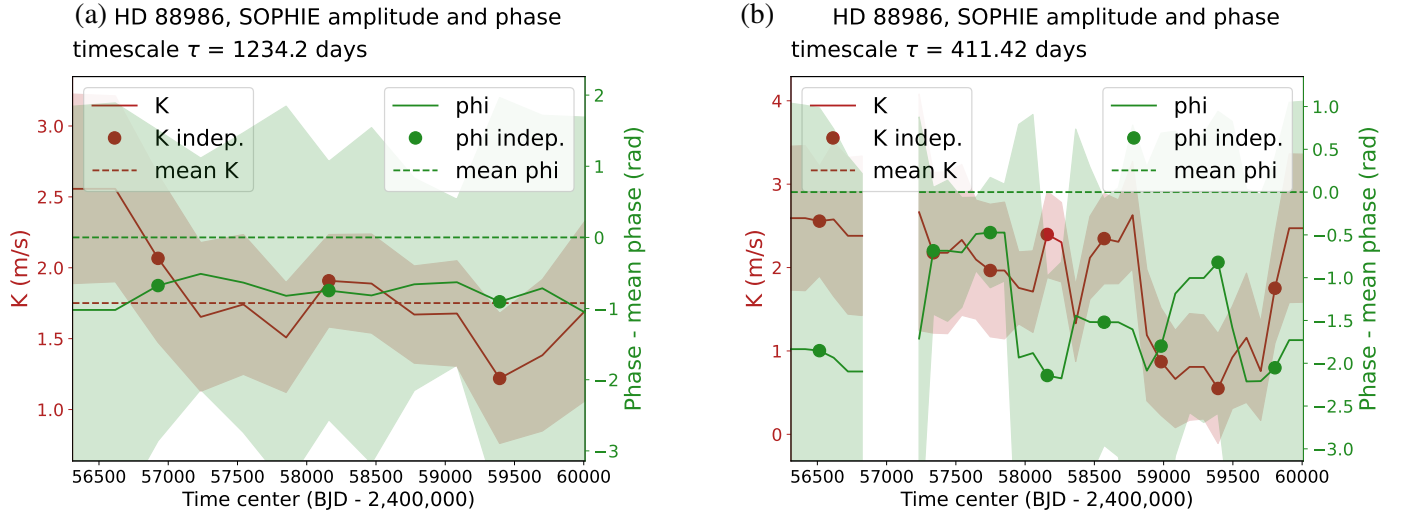 (a) HD 88986, SOPHIE amplitude and phase
timescale τ = 1234.2 days
K
K indep.
mean K
phi
phi indep.
mean phi
3.0
2.5
2.0
1.5
1.0
K (m/s)
2
1
0
−1
−2
−3
Phase - mean phase (rad)
56500 57000 57500 58000 58500 59000 59500 60000
Time center (BJD - 2,400,000)
(b) HD 88986, SOPHIE amplitude and phase
timescale τ = 411.42 days
K
K indep.
mean K
phi
phi indep.
mean phi
4
3
2
1
0
K (m/s)
1.0
0.5
0.0
−0.5
−1.0
−1.5
−2.0
−2.5
−3.0
Phase - mean phase (rad)
56500 57000 57500 58000 58500 59000 59500 60000
Time center (BJD - 2,400,000)